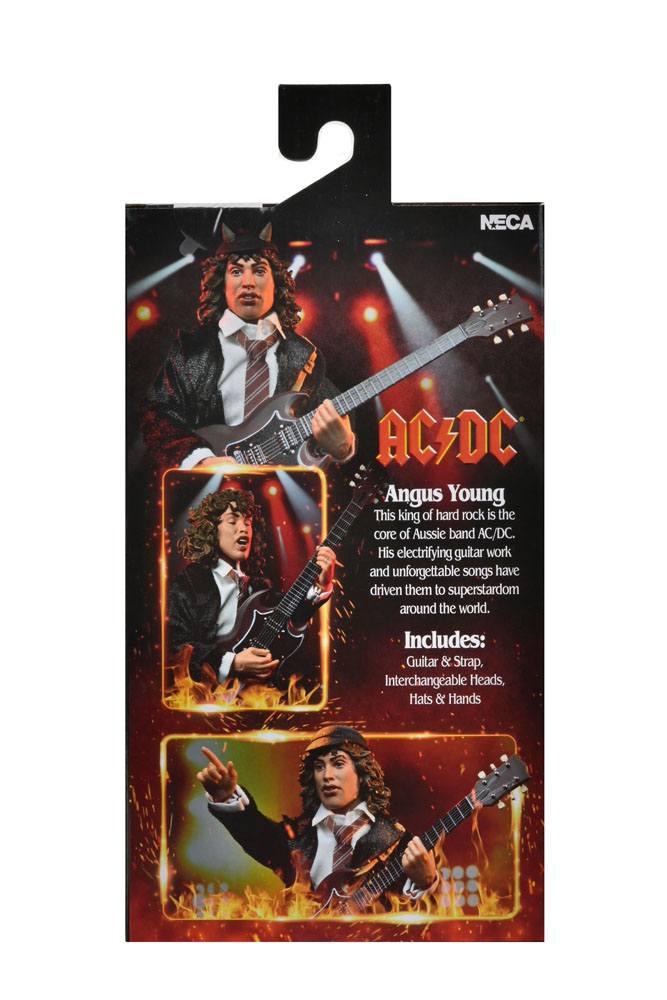 NECA
AC DC
Angus Young
This king of hard rock is the
core of Aussie band AC/DC.
His electrifying guitar work
and unforgettable songs have
driven them to superstardom
around the world.
Includes:
Guitar & Strap,
Interchangeable Heads,
Hats & Hands